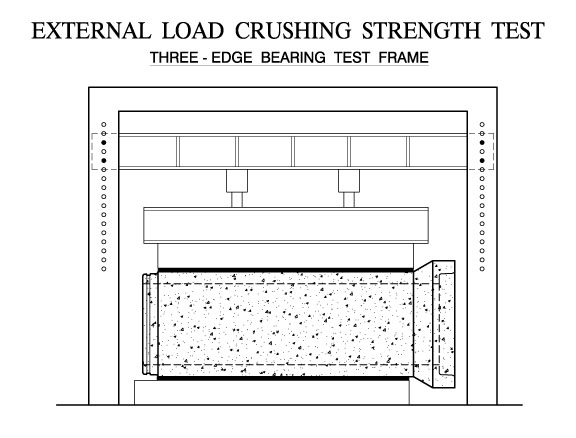 EXTERNAL LOAD CRUSHING STRENGTH TEST
THREE - EDGE BEARING TEST FRAME